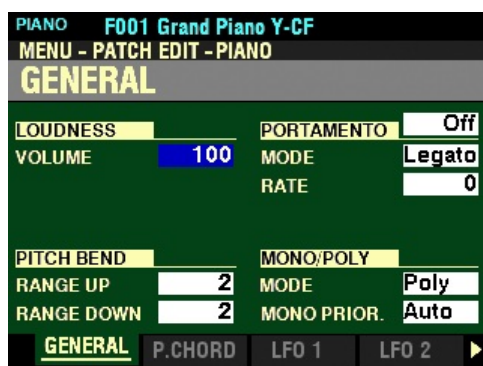 PIANO F001 Grand Piano Y-CF
MENU - PATCH EDIT -PIANO
GENERAL
LOUDNESS
VOLUME 100
PORTAMENTO Off
MODE Legato
RATE 0
PITCH BEND
RANGE UP 2
RANGE DOWN 2
MONO/POLY
MODE Poly
MONO PRIOR. Auto
GENERAL P.CHORD LFO 1 LFO 2